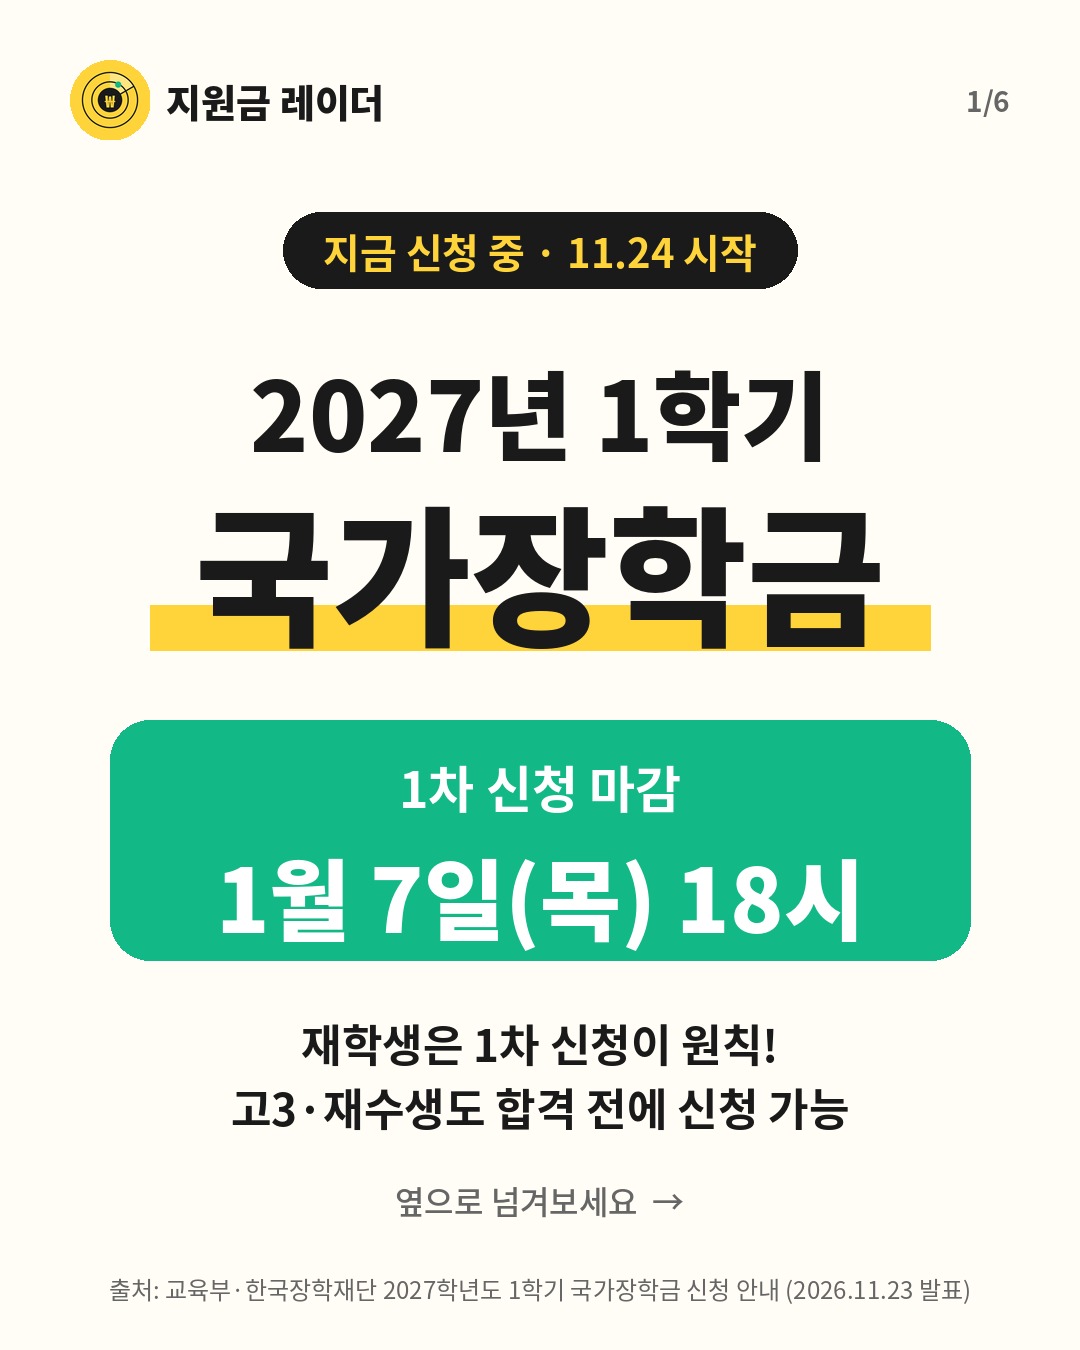 지원금 레이더
1/6
지금 신청 중 · 11.24 시작
2027년 1학기
국가장학금
1차 신청 마감
1월 7일(목) 18시
재학생은 1차 신청이 원칙!
고3·재수생도 합격 전에 신청 가능
옆으로 넘겨보세요 →
출처: 교육부·한국장학재단 2027학년도 1학기 국가장학금 신청 안내 (2026.11.23 발표)